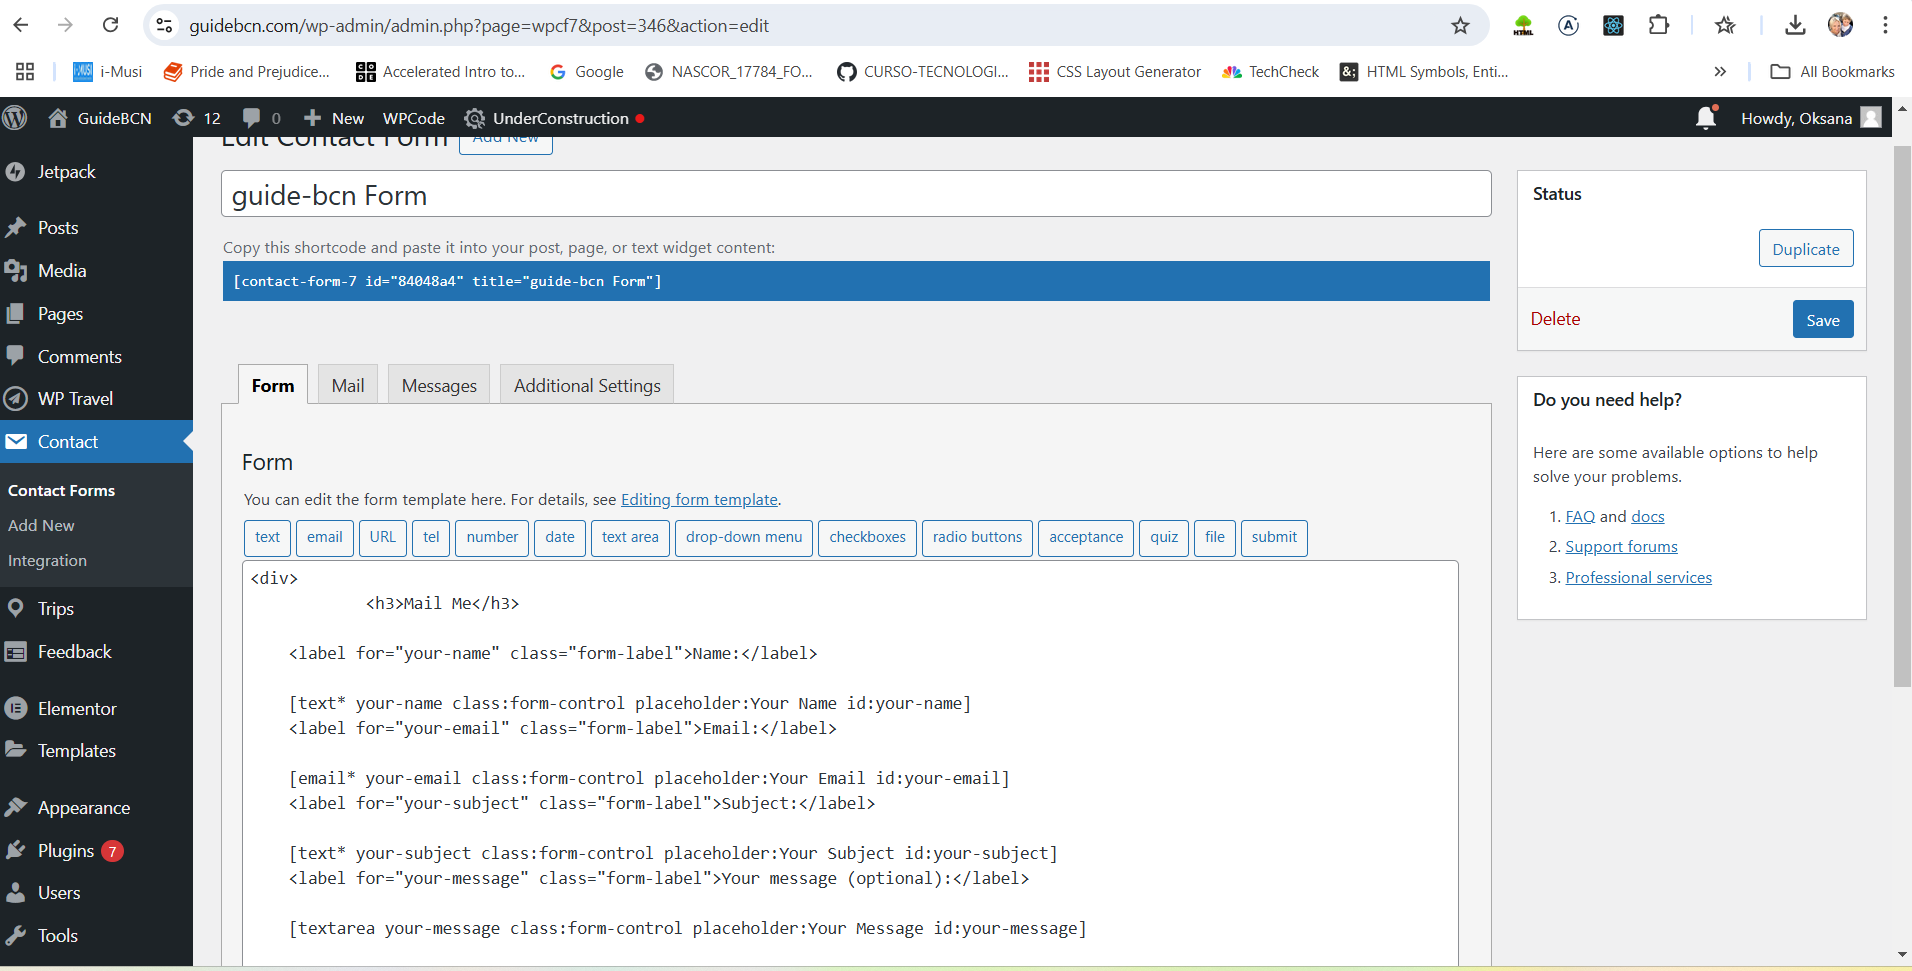 guidebcn.com/wp-admin/admin.php?page=wpcf7&post=346&action=edit
HTML
i-Musi
Pride and Prejudice...
Accelerated Intro to...
Google
NASCOR_17784_FO...
CURSO-TECNOLOGI...
CSS Layout Generator
TechCheck
HTML Symbols, Enti...
All Bookmarks
GuideBCN
12
0
New
WPCode
UnderConstruction
Howdy, Oksana
Jetpack
Posts
Media
Pages
Comments
WP Travel
Contact
Contact Forms
Add New
Integration
Trips
Feedback
Elementor
Templates
Appearance
Plugins 7
Users
Tools
Edit Contact Form
Add New
guide-bcn Form
Copy this shortcode and paste it into your post, page, or text widget content:
[contact-form-7 id="84048a4" title="guide-bcn Form"]
Form
Mail
Messages
Additional Settings
Form
You can edit the form template here. For details, see Editing form template.
text
email
URL
tel
number
date
text area
drop-down menu
checkboxes
radio buttons
acceptance
quiz
file
submit
<div>
<h3>Mail Me</h3>
<label for="your-name" class="form-label">Name:</label>
[text* your-name class:form-control placeholder:Your Name id:your-name]
<label for="your-email" class="form-label">Email:</label>
[email* your-email class:form-control placeholder:Your Email id:your-email]
<label for="your-subject" class="form-label">Subject:</label>
[text* your-subject class:form-control placeholder:Your Subject id:your-subject]
<label for="your-message" class="form-label">Your message (optional):</label>
[textarea your-message class:form-control placeholder:Your Message id:your-message]
Status
Duplicate
Delete
Save
Do you need help?
Here are some available options to help
solve your problems.
1. FAQ and docs
2. Support forums
3. Professional services